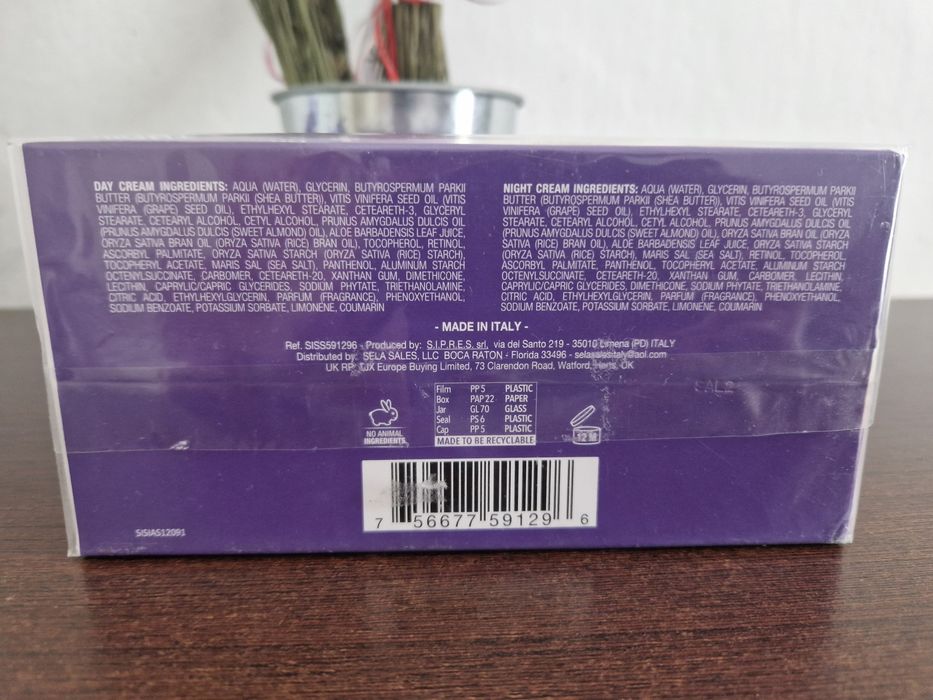 DAY CREAM INGREDIENTS: AQUA (WATER), GLYCERIN, BUTYROSPERMUM PARKII
BUTTER (BUTYROSPERMUM PARKII (SHEA BUTTER)), VITIS VINIFERA SEED OIL (VITIS
VINIFERA (GRAPE) SEED OIL), ETHYLHEXYL STEARATE, CETEARETH-3, GLYCERYL
STEARATE, CETEARYL ALCOHOL, CETYL ALCOHOL, PRUNUS AMYGDALUS DULCIS OIL
(PRUNUS AMYGDALUS DULCIS (SWEET ALMOND) OIL), ALOE BARBADENSIS LEAF JUICE,
ORYZA SATIVA BRAN OIL (ORYZA SATIVA (RICE) BRAN OIL), TOCOPHEROL, RETINOL,
ASCORBYL PALMITATE, ORYZA SATIVA STARCH (ORYZA SATIVA (RICE) STARCH),
TOCOPHERYL ACETATE, MARIS SAL (SEA SALT), PANTHENOL, ALUMINUM STARCH
OCTENYLSUCCINATE, CARBOMER, CETEARETH-20, XANTHAN GUM, DIMETHICONE,
LECITHIN, CAPRYLIC/CAPRIC GLYCERIDES, SODIUM PHYTATE, TRIETHANOLAMINE,
CITRIC ACID, ETHYLHEXYLGLYCERIN, PARFUM (FRAGRANCE), PHENOXYETHANOL,
SODIUM BENZOATE, POTASSIUM SORBATE, LIMONENE, COUMARIN
NIGHT CREAM INGREDIENTS: AQUA (WATER), GLYCERIN, BUTYROSPERMUM PARKII
BUTTER (BUTYROSPERMUM PARKII (SHEA BUTTER)), VITIS VINIFERA SEED OIL (VITIS
VINIFERA (GRAPE) SEED OIL), ETHYLHEXYL STEARATE, CETEARETH-3, GLYCERYL
STEARATE CETEARYL ALCOHOL, CETYL ALCOHOL, PRUNUS AMYGDALUS DULCIS OIL
(PRUNUS AMYGDALUS DULCIS (SWEET ALMOND) OIL), ORYZA SATIVA BRAN OIL (ORYZA
SATIVA (RICE) BRAN OIL), ALOE BARBADENSIS LEAF JUICE, ORYZA SATIVA STARCH
(ORYZA SATIVA (RICE) STARCH), MARIS SAL (SEA SALT), RETINOL, TOCOPHEROL,
ASCORBYL PALMITATE, PANTHENOL, TOCOPHERYL ACETATE, ALUMINUM STARCH
OCTENYLSUCCINATE, CETEARETH-20, XANTHAN GUM, CARBOMER, LECITHIN,
CAPRYLIC/CAPRIC GLYCERIDES, DIMETHICONE, SODIUM PHYTATE, TRIETHANOLAMINE,
CITRIC ACID, ETHYLHEXYLGLYCERIN, PARFUM (FRAGRANCE), PHENOXYETHANOL,
SODIUM BENZOATE, POTASSIUM SORBATE, LIMONENE, COUMARIN
- MADE IN ITALY -
Ref. SISS591296 - Produced by: S.I.P.R.ES. srl. via del Santo 219 - 35010 Limena (PD) ITALY
Distributed by: SELA SALES, LLC BOCA RATON - Florida 33496 - selasalesitaly@aol.com
UK RP: TJX Europe Buying Limited, 73 Clarendon Road, Watford, Herts, UK
NO ANIMAL
INGREDIENTS
Film PP 5 PLASTIC
Box PAP 22 PAPER
Jar GL 70 GLASS
Seal PS 6 PLASTIC
Cap PP 5 PLASTIC
MADE TO BE RECYCLABLE
12 M
7 56677 59129 6
SISIAS12091